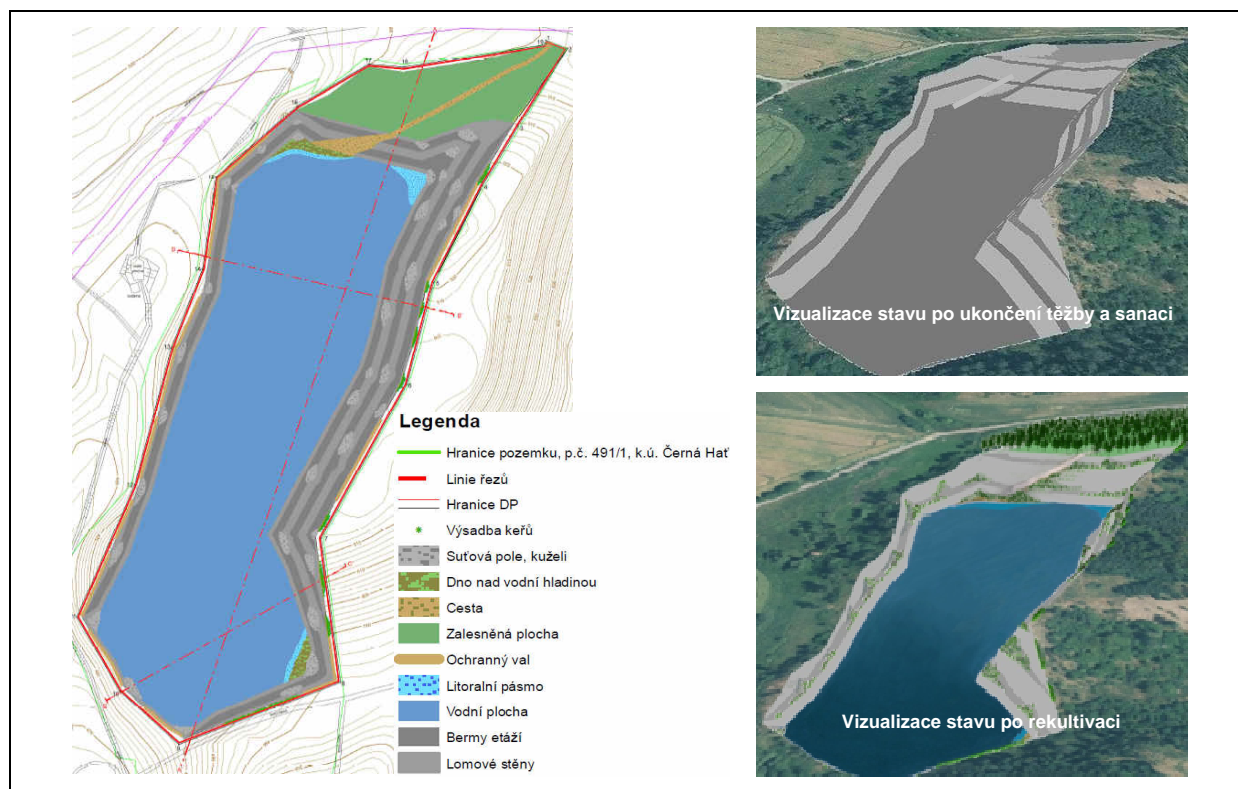 Legenda
Hranice pozemku, p.č. 491/1, k.ú. Černá Hať
Linie řezů
Hranice DP
Výsadba keřů
Suťová pole, kuželi
Dno nad vodní hladinou
Cesta
Zalesněná plocha
Ochranný val
Litoralní pásmo
Vodní plocha
Bermy etáží
Lomové stěny
Vizualizace stavu po ukončení těžby a sanaci
Vizualizace stavu po rekultivaci